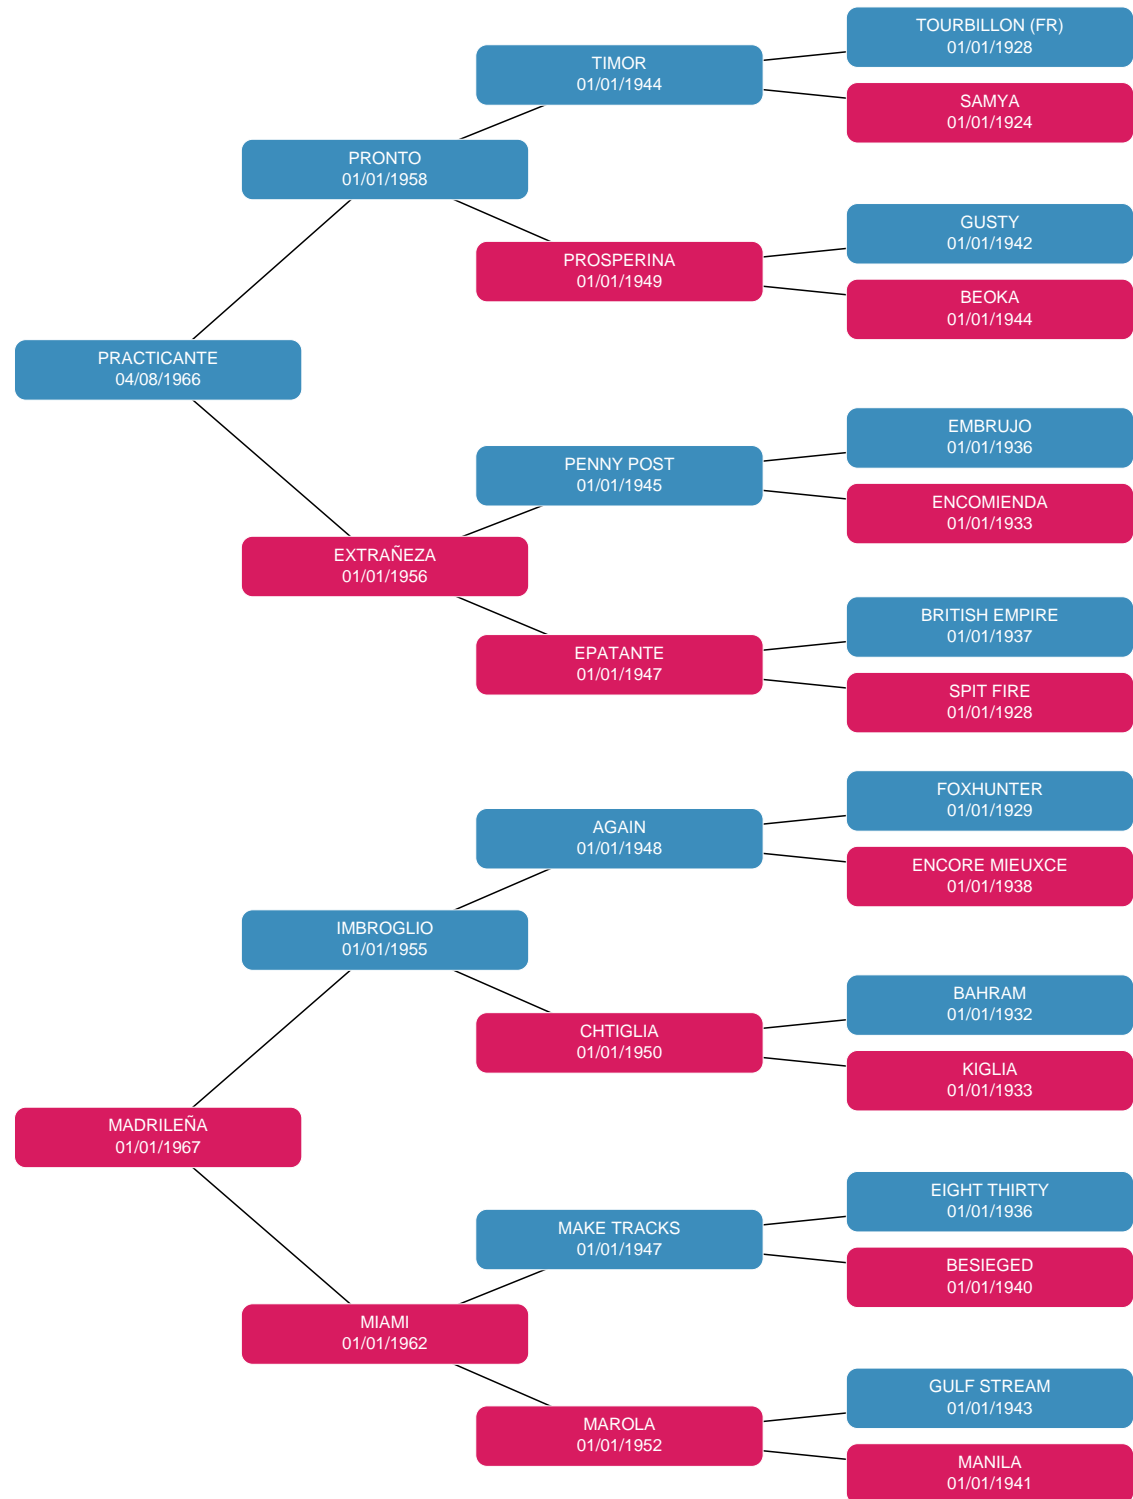 TOURBILLON (FR)
01/01/1928
TIMOR
01/01/1944
SAMYA
01/01/1924
PRONTO
01/01/1958
GUSTY
01/01/1942
PROSPERINA
01/01/1949
BEOKA
01/01/1944
PRACTICANTE
04/08/1966
EMBRUJO
01/01/1936
PENNY POST
01/01/1945
ENCOMIENDA
01/01/1933
EXTRAÑEZA
01/01/1956
BRITISH EMPIRE
01/01/1937
EPATANTE
01/01/1947
SPIT FIRE
01/01/1928
FOXHUNTER
01/01/1929
AGAIN
01/01/1948
ENCORE MIEUXCE
01/01/1938
IMBROGLIO
01/01/1955
BAHRAM
01/01/1932
CHTIGLIA
01/01/1950
KIGLIA
01/01/1933
MADRILEÑA
01/01/1967
EIGHT THIRTY
01/01/1936
MAKE TRACKS
01/01/1947
BESIEGED
01/01/1940
MIAMI
01/01/1962
GULF STREAM
01/01/1943
MAROLA
01/01/1952
MANILA
01/01/1941